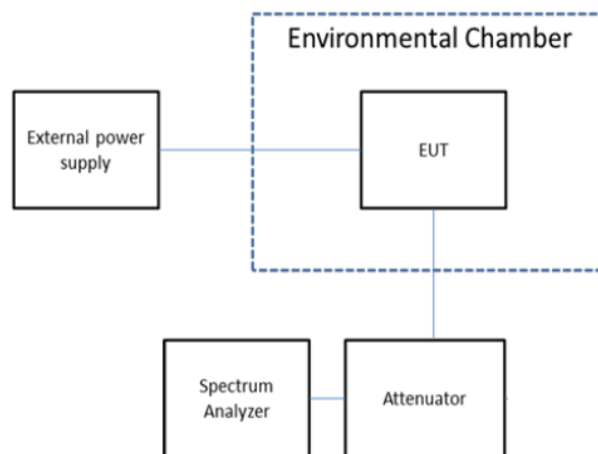 Environmental Chamber
External power
supply
EUT
Spectrum
Analyzer
Attenuator